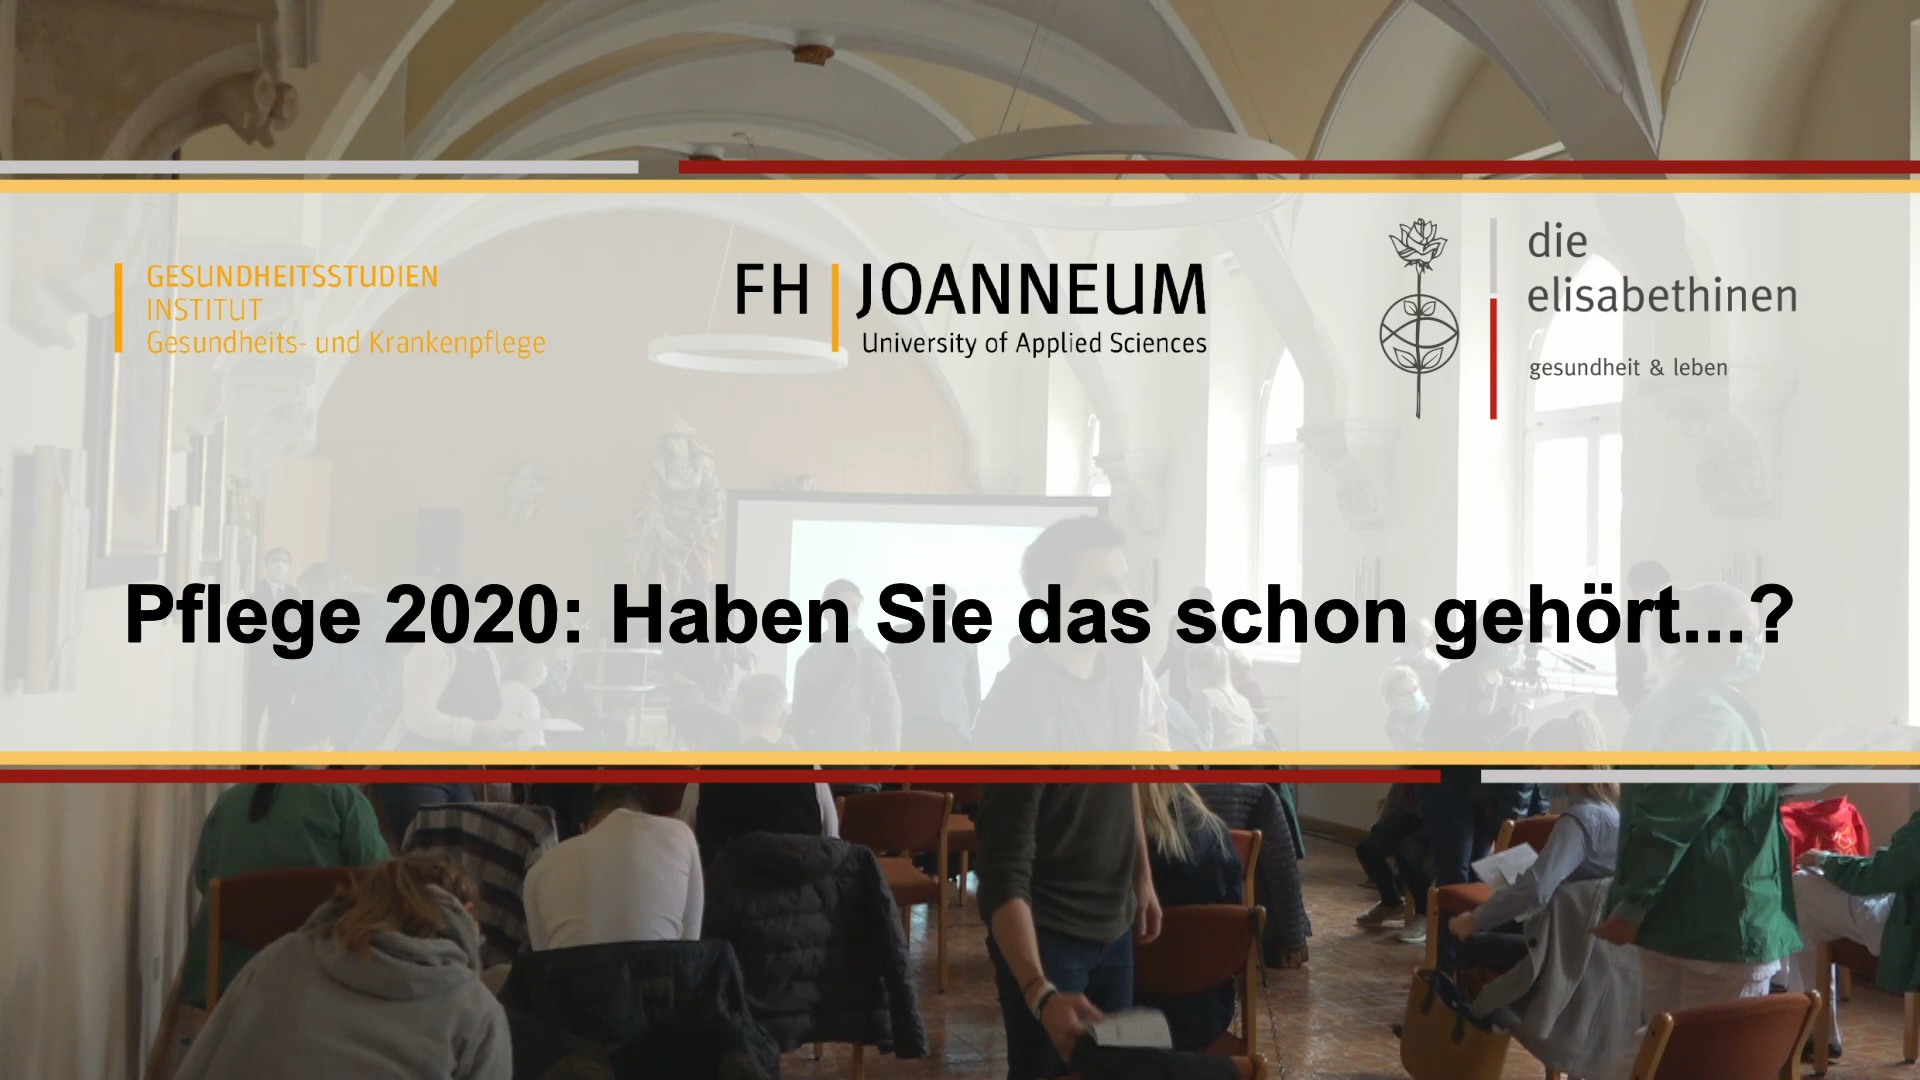 GESUNDHEITSSTUDIEN
INSTITUT
Gesundheits- und Krankenpflege
FH JOANNEUM
University of Applied Sciences
die
elisabethinen
gesundheit & leben
Pflege 2020: Haben Sie das schon gehört...?